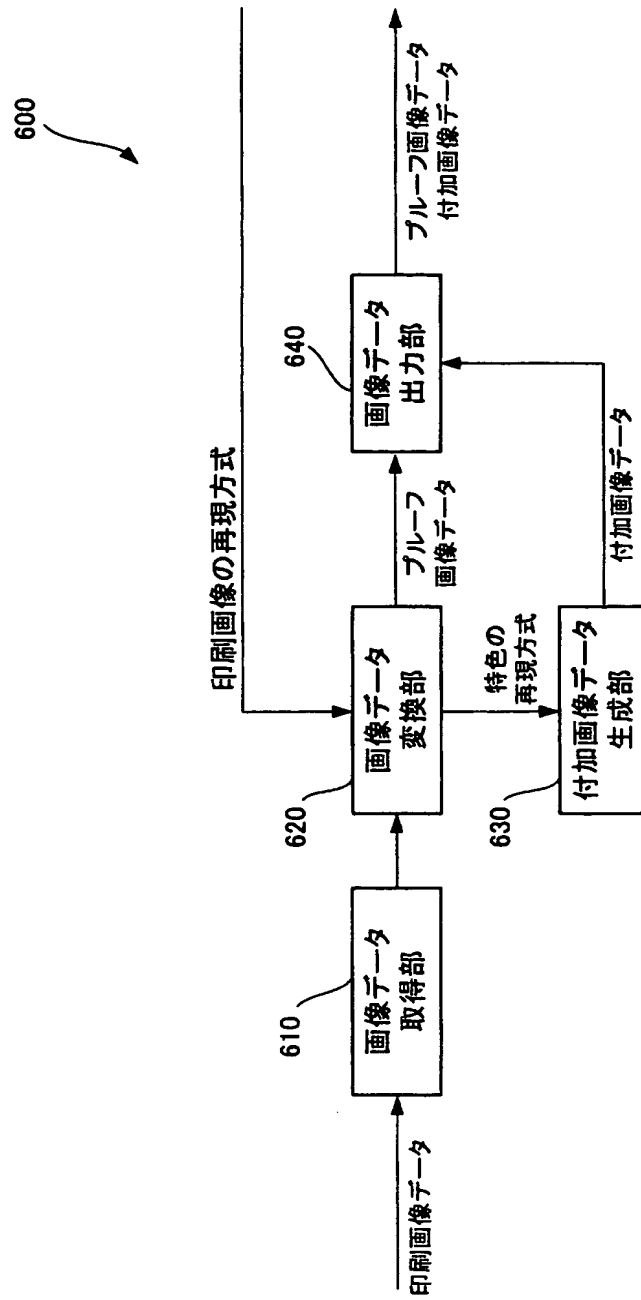 600
印刷画像の再現方式
印刷画像データ
610
画像データ
取得部
620
画像データ
変換部
プルーフ
画像データ
特色の
再現方式
630
付加画像データ
生成部
付加画像データ
640
画像データ
出力部
プルーフ画像データ
付加画像データ